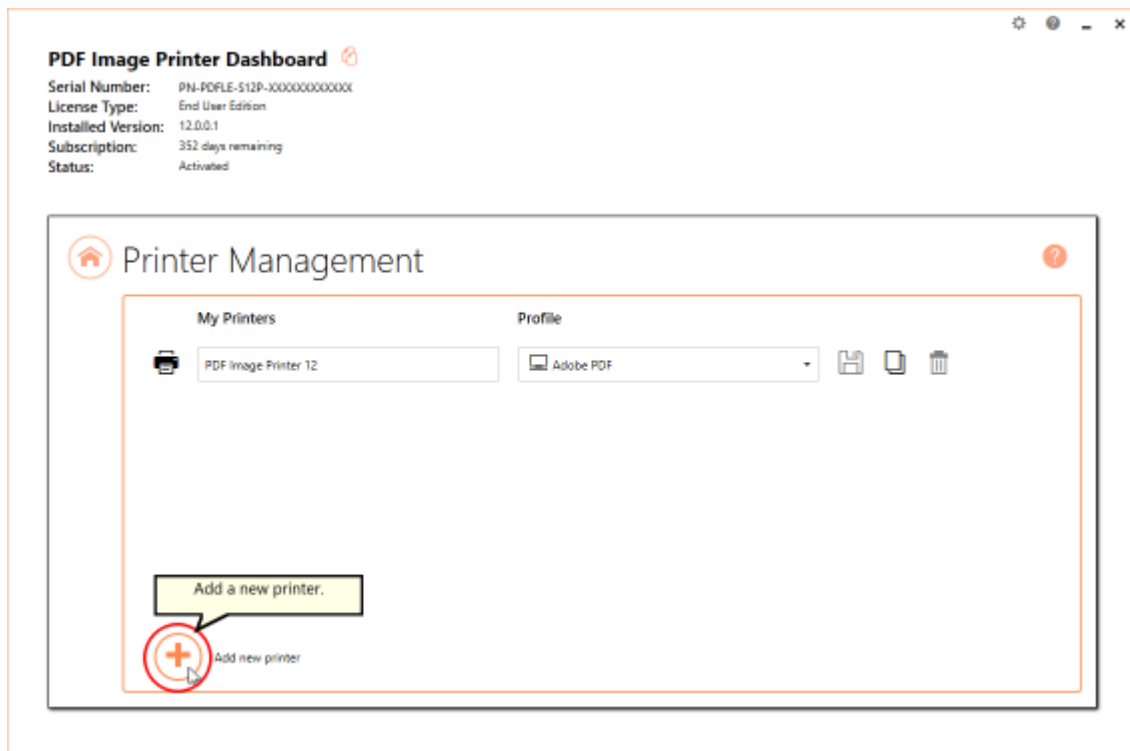 PDF Image Printer Dashboard
Serial Number: PN-PDFLE-S12P-XXXXXXXXXXXX
License Type: End User Edition
Installed Version: 12.0.0.1
Subscription: 352 days remaining
Status: Activated
Printer Management
My Printers Profile
PDF Image Printer 12 Adobe PDF
Add a new printer.
Add new printer